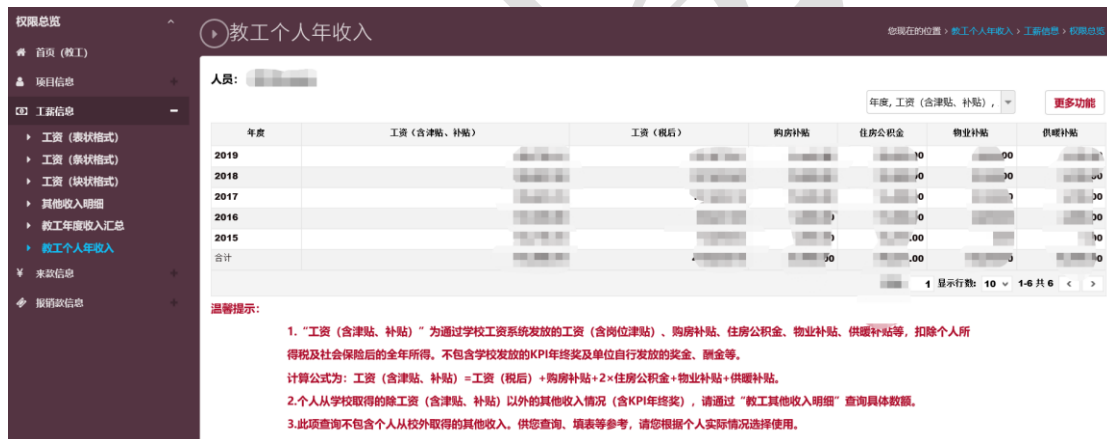 权限总览
首页（教工）
项目信息
工薪信息
工资（表状格式）
工资（条状格式）
工资（块状格式）
其他收入明细
教工年度收入汇总
教工个人年收入
来款信息
报销款信息
教工个人年收入
您现在的位置 › 教工个人年收入 › 工薪信息 › 权限总览
人员：
年度, 工资（含津贴、补贴）,
更多功能
年度 工资（含津贴、补贴） 工资（税后） 购房补贴 住房公积金 物业补贴 供暖补贴
2019
2018
2017
2016
2015
合计
1 显示行数: 10 1-6 共 6 < >
温馨提示：
1.“工资（含津贴、补贴）”为通过学校工资系统发放的工资（含岗位津贴）、购房补贴、住房公积金、物业补贴、供暖补贴等，扣除个人所
得税及社会保险后的全年所得。不包含学校发放的KPI年终奖及单位自行发放的奖金、酬金等。
计算公式为：工资（含津贴、补贴）=工资（税后）+购房补贴+2×住房公积金+物业补贴+供暖补贴。
2.个人从学校取得的除工资（含津贴、补贴）以外的其他收入情况（含KPI年终奖），请通过“教工其他收入明细”查询具体数额。
3.此项查询不包含个人从校外取得的其他收入。供您查询、填表等参考，请您根据个人实际情况选择使用。